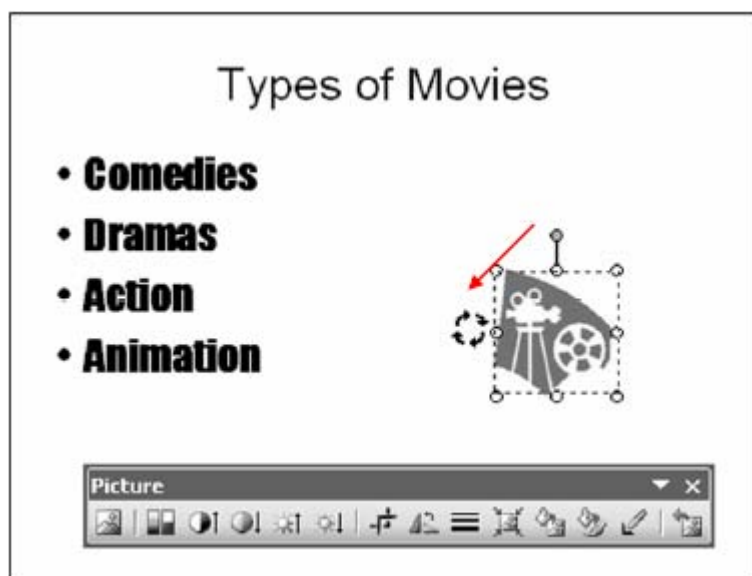 Types of Movies
• Comedies
• Dramas
• Action
• Animation
Picture